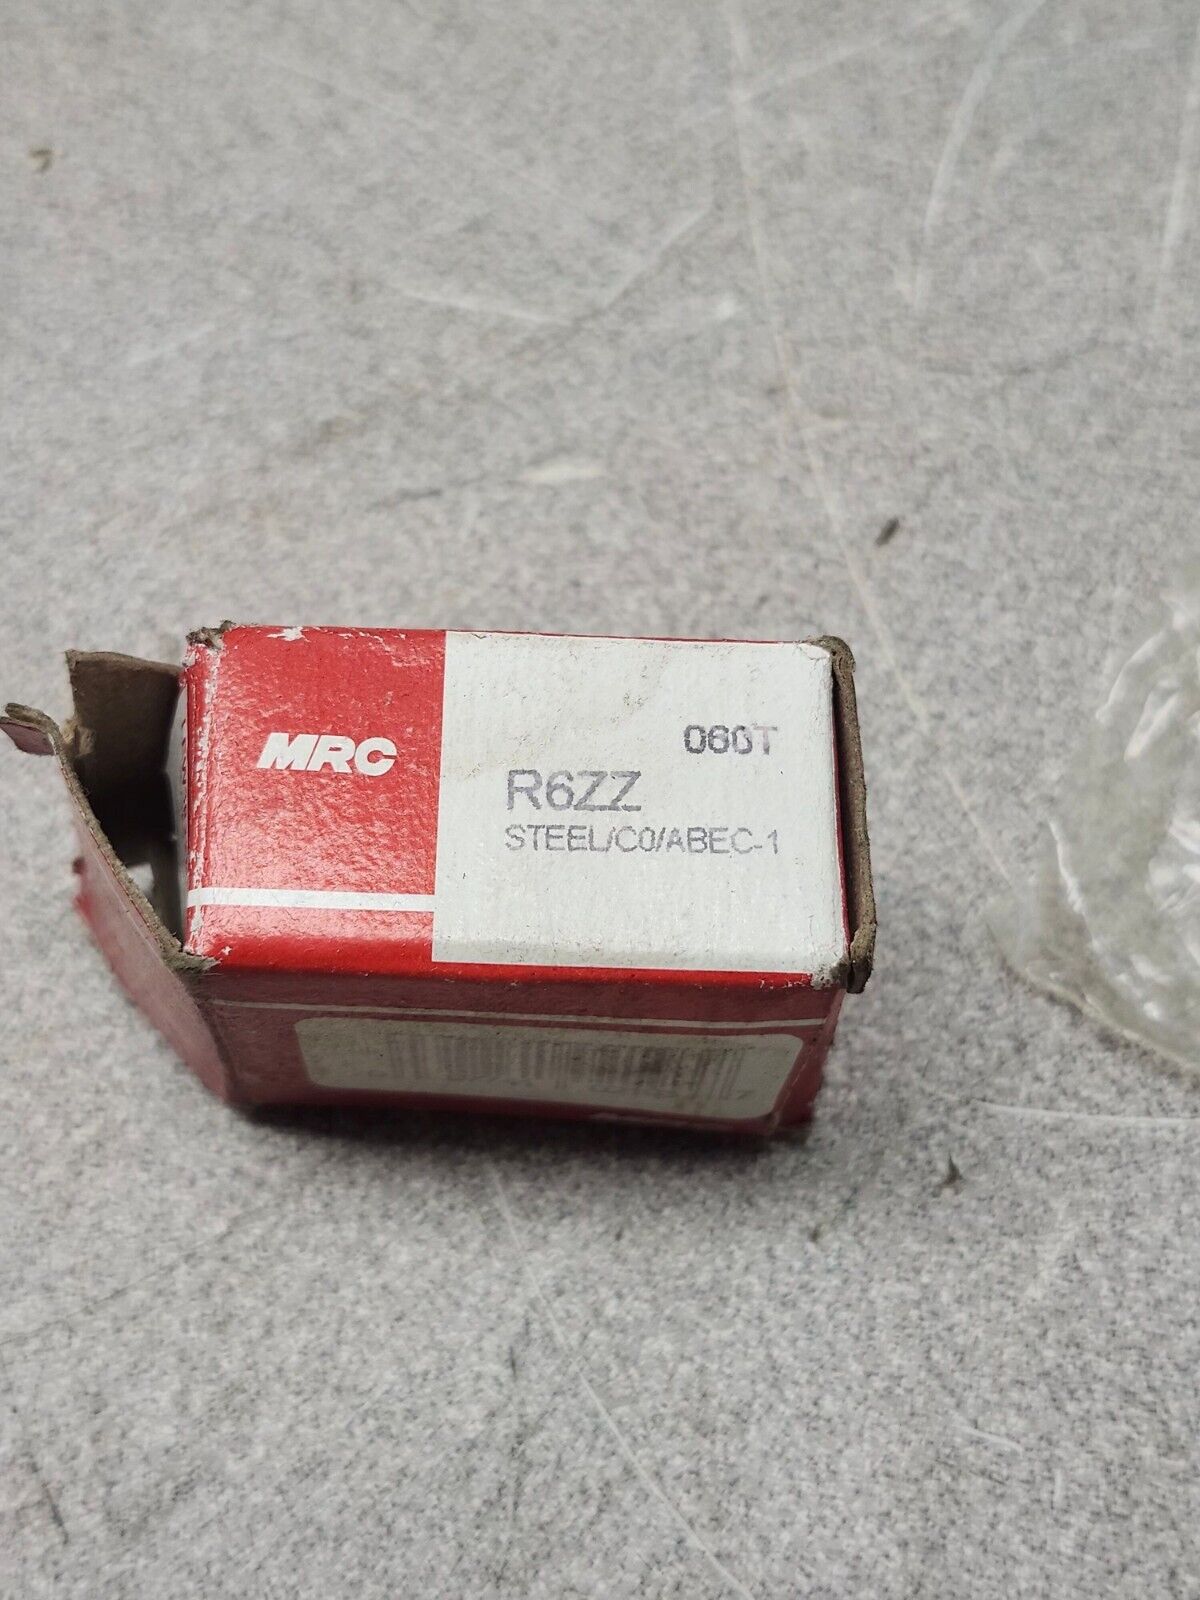 MRC
060T
R6ZZ
STEEL/C0/ABEC-1